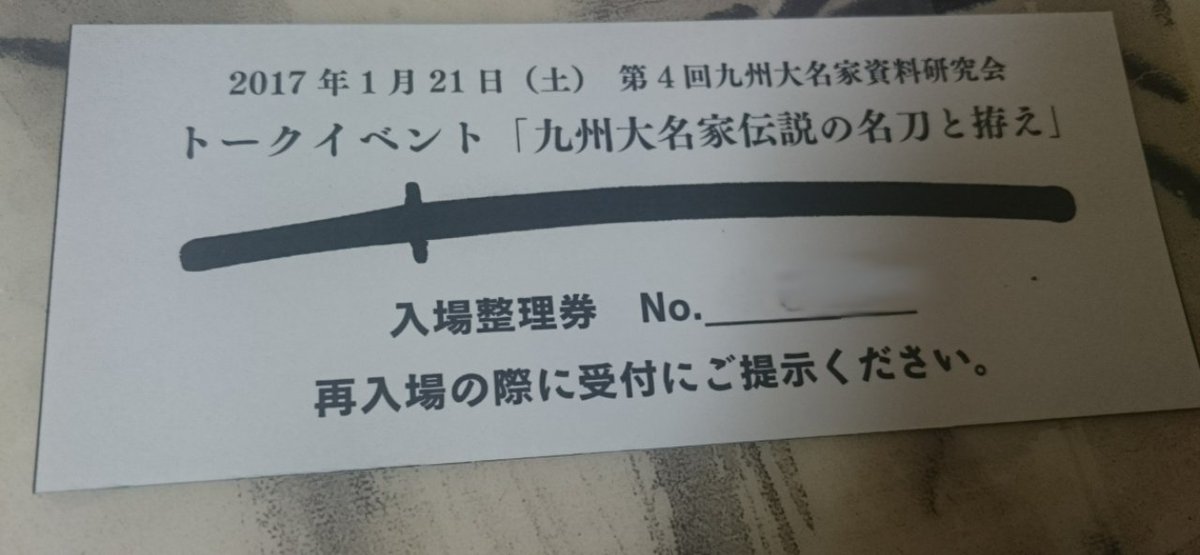 2017年1月21日（土） 第4回九州大名家資料研究会
トークイベント「九州大名家伝説の名刀と拵え」
入場整理券 No.
再入場の際に受付にご提示ください。